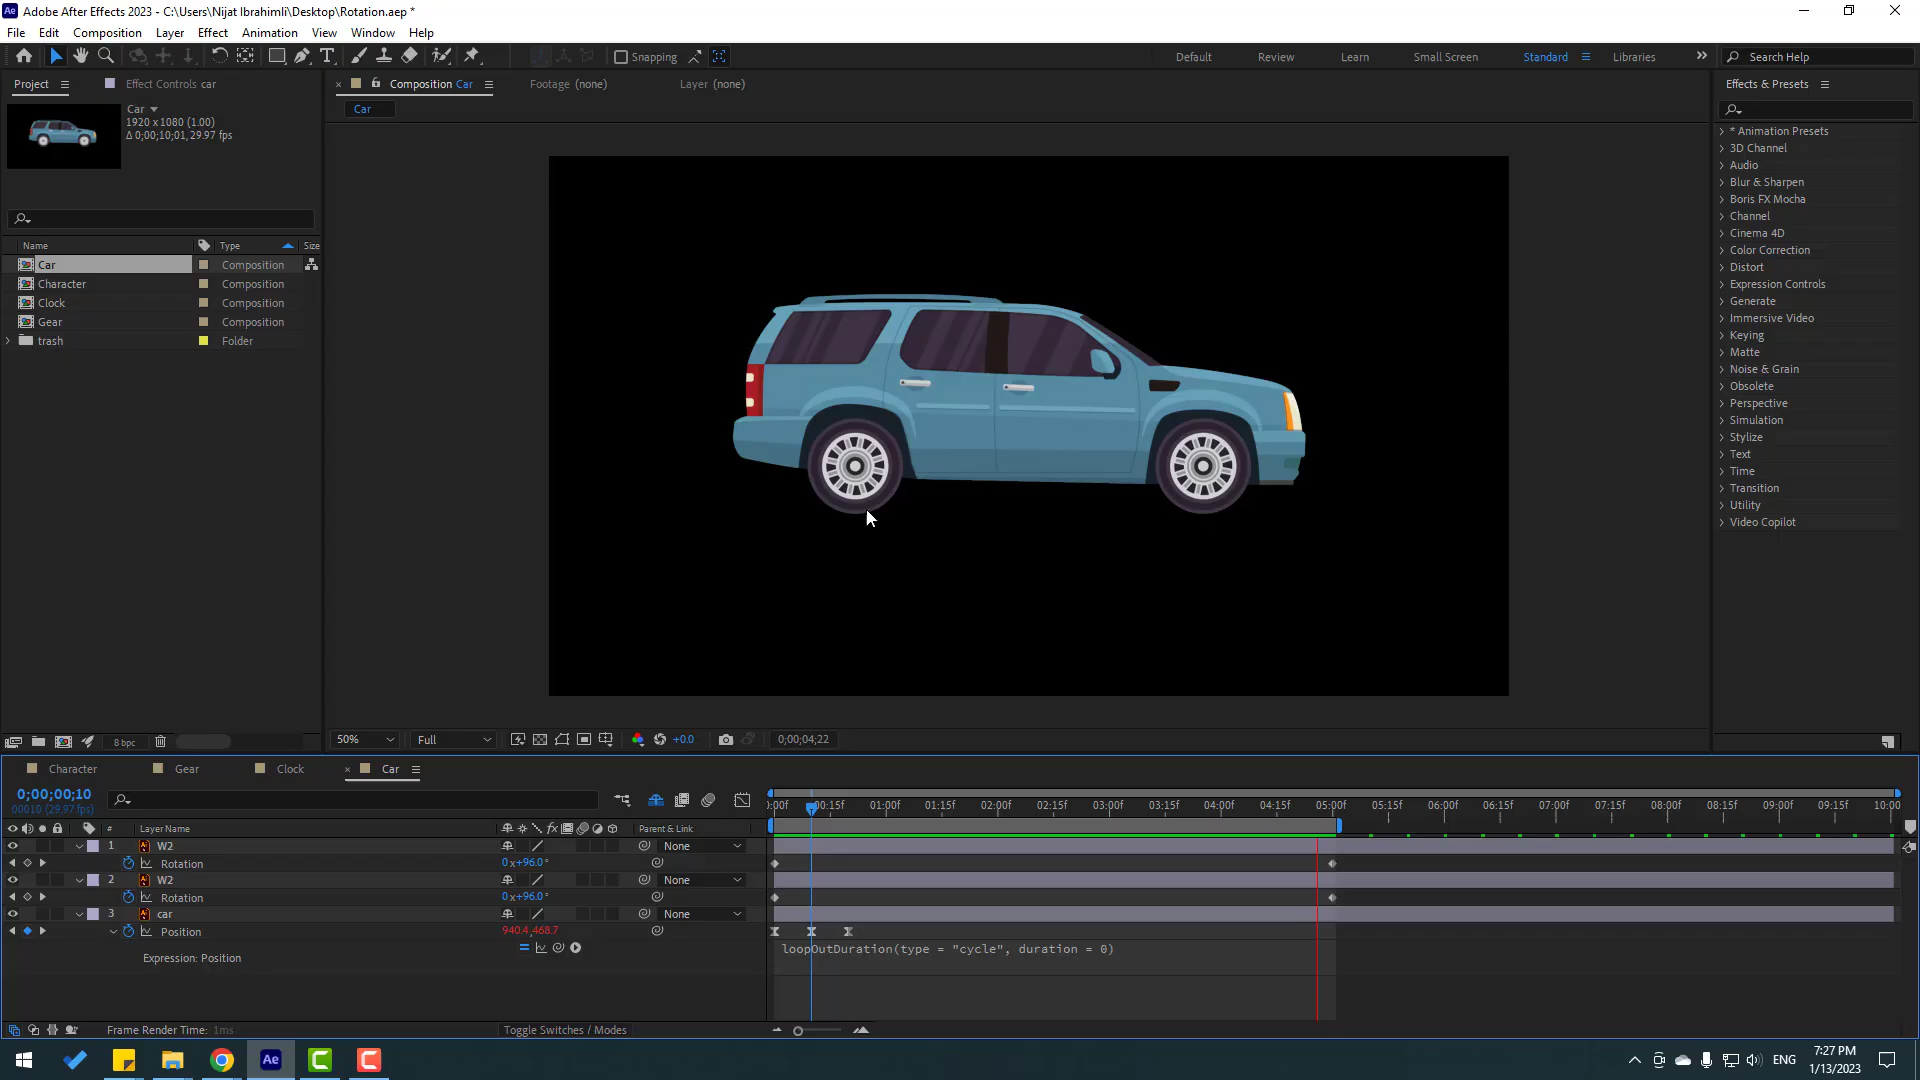 Adobe After Effects 2023 - C:\Users\Nijat Ibrahimli\Desktop\Rotation.aep *
File Edit Composition Layer Effect Animation View Window Help
Snapping Default Review Learn Small Screen Standard Libraries Search Help
Project Effect Controls car Composition Car Footage (none) Layer (none) Effects & Presets
Car
1920 x 1080 (1.00)
Δ 0;00;10;01, 29.97 fps
Car
Name Type Size
Car Composition
Character Composition
Clock Composition
Gear Composition
trash Folder
* Animation Presets
3D Channel
Audio
Blur & Sharpen
Boris FX Mocha
Channel
Cinema 4D
Color Correction
Distort
Expression Controls
Generate
Immersive Video
Keying
Matte
Noise & Grain
Obsolete
Perspective
Simulation
Stylize
Text
Time
Transition
Utility
Video Copilot
8 bpc 50% Full +0.0 0;00;04;22
Character Gear Clock Car
0;00;00;10
00010 (29.97 fps)
:00f 00:15f 01:00f 01:15f 02:00f 02:15f 03:00f 03:15f 04:00f 04:15f 05:00f 05:15f 06:00f 06:15f 07:00f 07:15f 08:00f 08:15f 09:00f 09:15f 10:00
# Layer Name fx Parent & Link
1 W2 None
Rotation 0x+96.0°
2 W2 None
Rotation 0x+96.0°
3 car None
Position 940.4,468.7
loopOutDuration(type = "cycle", duration = 0)
Expression: Position
Frame Render Time: 1ms Toggle Switches / Modes
Ae ENG 7:27 PM
1/13/2023